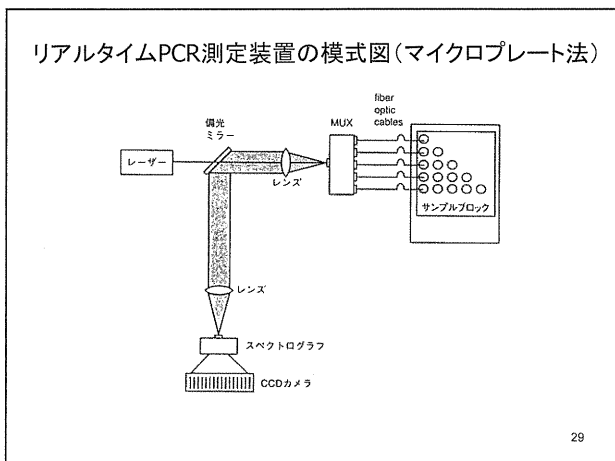 リアルタイムPCR測定装置の模式図(マイクロプレート法)
偏光
ミラー
レーザー
レンズ
MUX
fiber
optic
cables
サンプルブロック
レンズ
スペクトログラフ
CCDカメラ
29